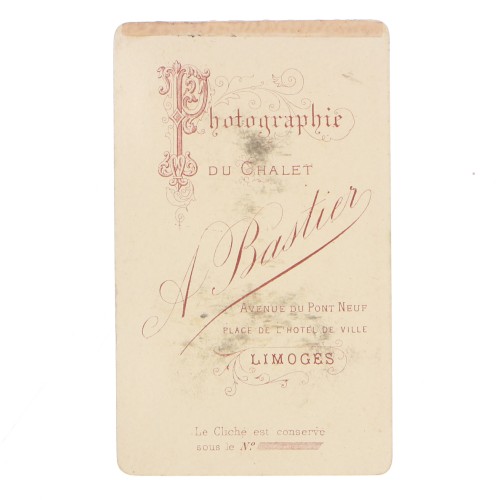 Photographie
DU CHALET
A Bastier
AVENUE DU PONT NEUF
PLACE DE L'HOTEL DE VILLE
LIMOGES
Le Cliché est conservé
sous le N.º